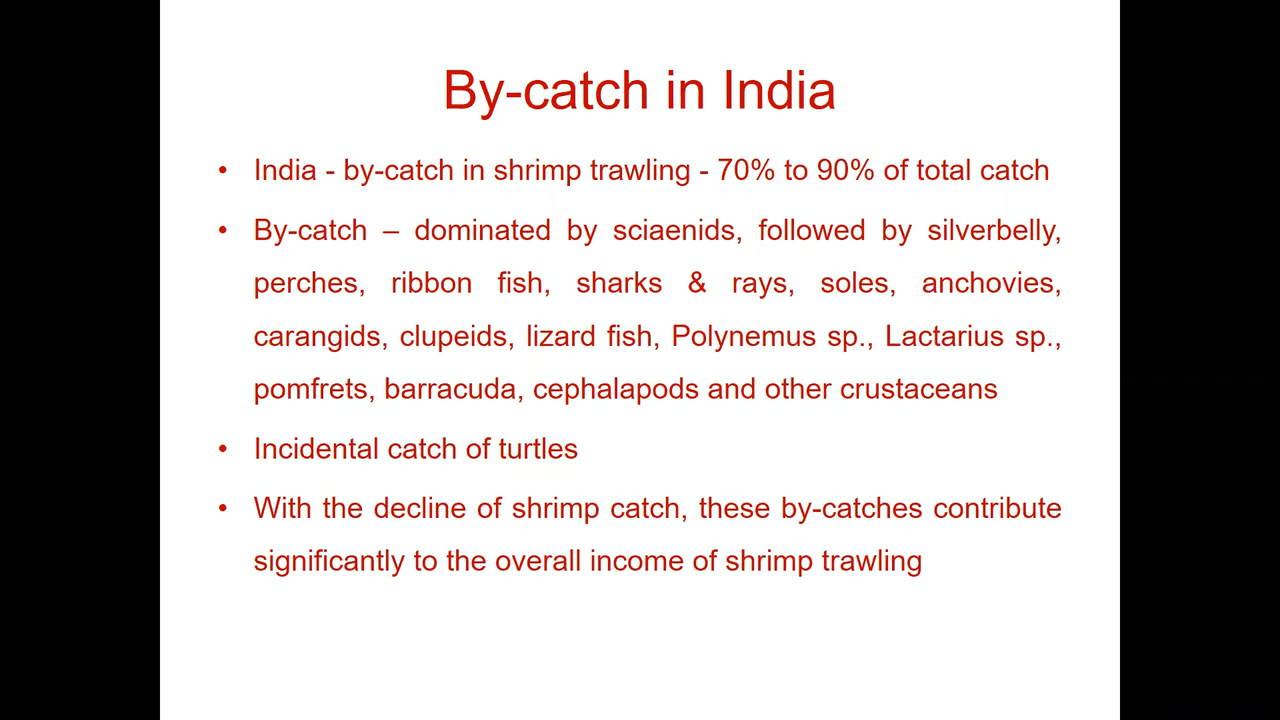 By-catch in India
• India - by-catch in shrimp trawling - 70% to 90% of total catch
• By-catch – dominated by sciaenids, followed by silverbelly,
perches, ribbon fish, sharks & rays, soles, anchovies,
carangids, clupeids, lizard fish, Polynemus sp., Lactarius sp.,
pomfrets, barracuda, cephalapods and other crustaceans
• Incidental catch of turtles
• With the decline of shrimp catch, these by-catches contribute
significantly to the overall income of shrimp trawling